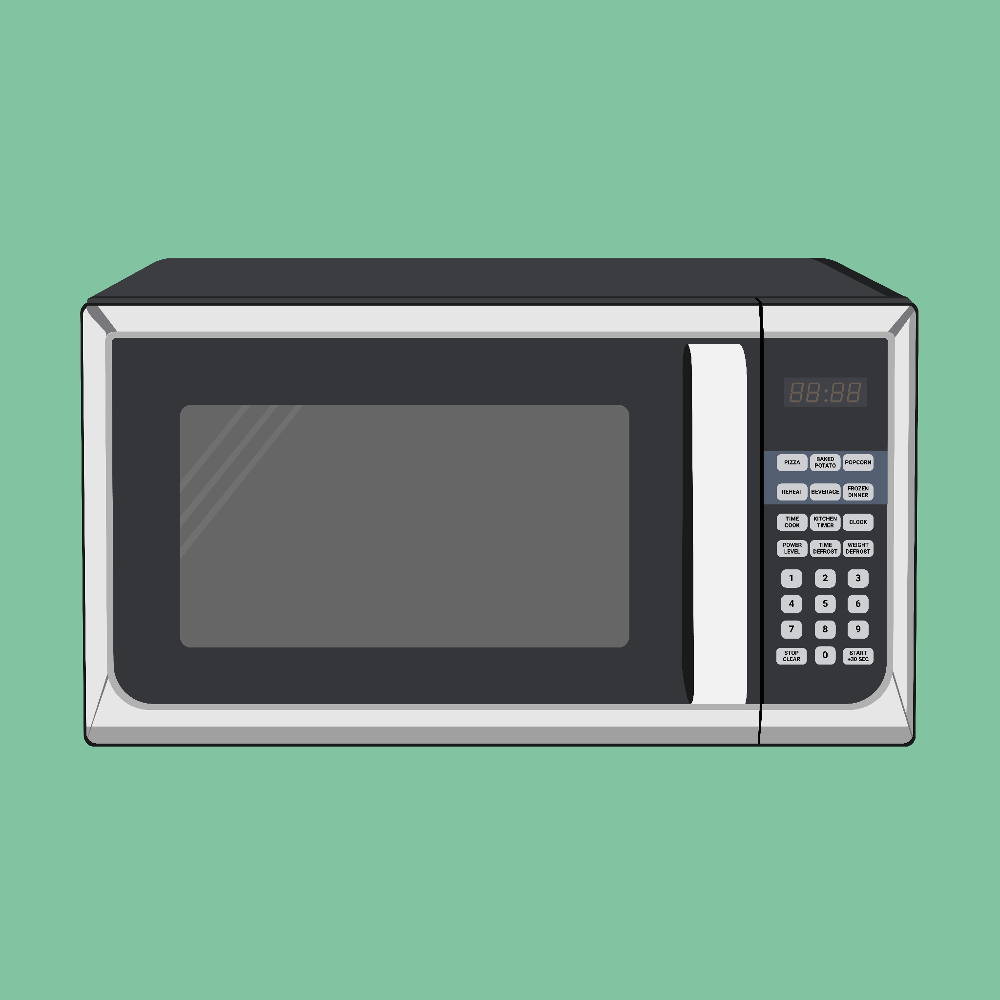 88:88
PIZZA
BAKED
POTATO
POPCORN
REHEAT
BEVERAGE
FROZEN
DINNER
TIME
COOK
KITCHEN
TIMER
CLOCK
POWER
LEVEL
TIME
DEFROST
WEIGHT
DEFROST
1
2
3
4
5
6
7
8
9
STOP
CLEAR
0
START
+30 SEC